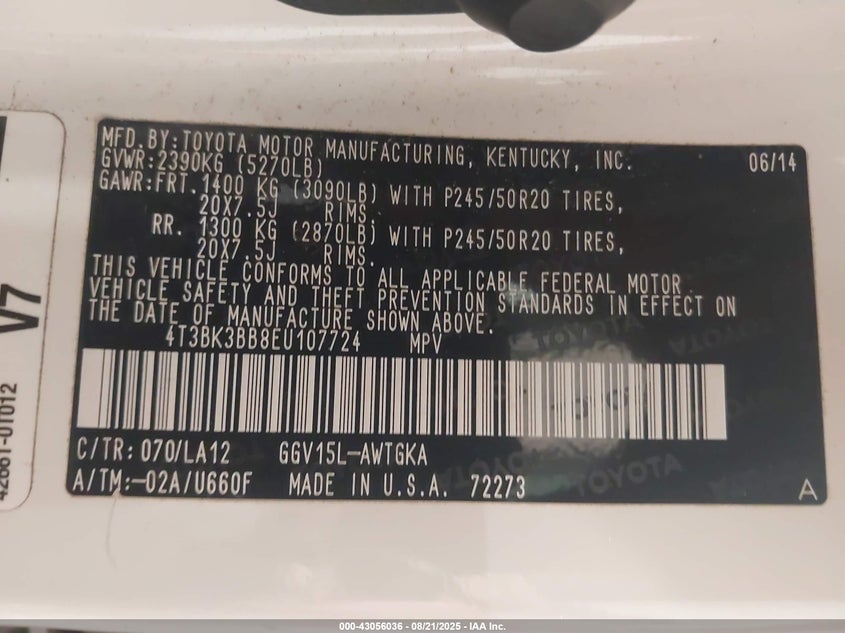 MFD.BY:TOYOTA MOTOR MANUFACTURING, KENTUCKY, INC. 06/14
GVWR:2390KG (5270LB)
GAWR:FRT.1400 KG (3090LB) WITH P245/50R20 TIRES,
20X7.5J RIMS.
RR. 1300 KG (2870LB) WITH P245/50R20 TIRES,
20X7.5J RIMS.
THIS VEHICLE CONFORMS TO ALL APPLICABLE FEDERAL MOTOR
VEHICLE SAFETY AND THEFT PREVENTION STANDARDS IN EFFECT ON
THE DATE OF MANUFACTURE SHOWN ABOVE.
4T3BK3BB8EU107724 MPV
C/TR: 070/LA12 GGV15L-AWTGKA
A/TM:-02A/U660F MADE IN U.S.A. 72273 A
TOYOTA
V7
42661-0T012
000-43056036 - 08/21/2025 - IAA Inc.